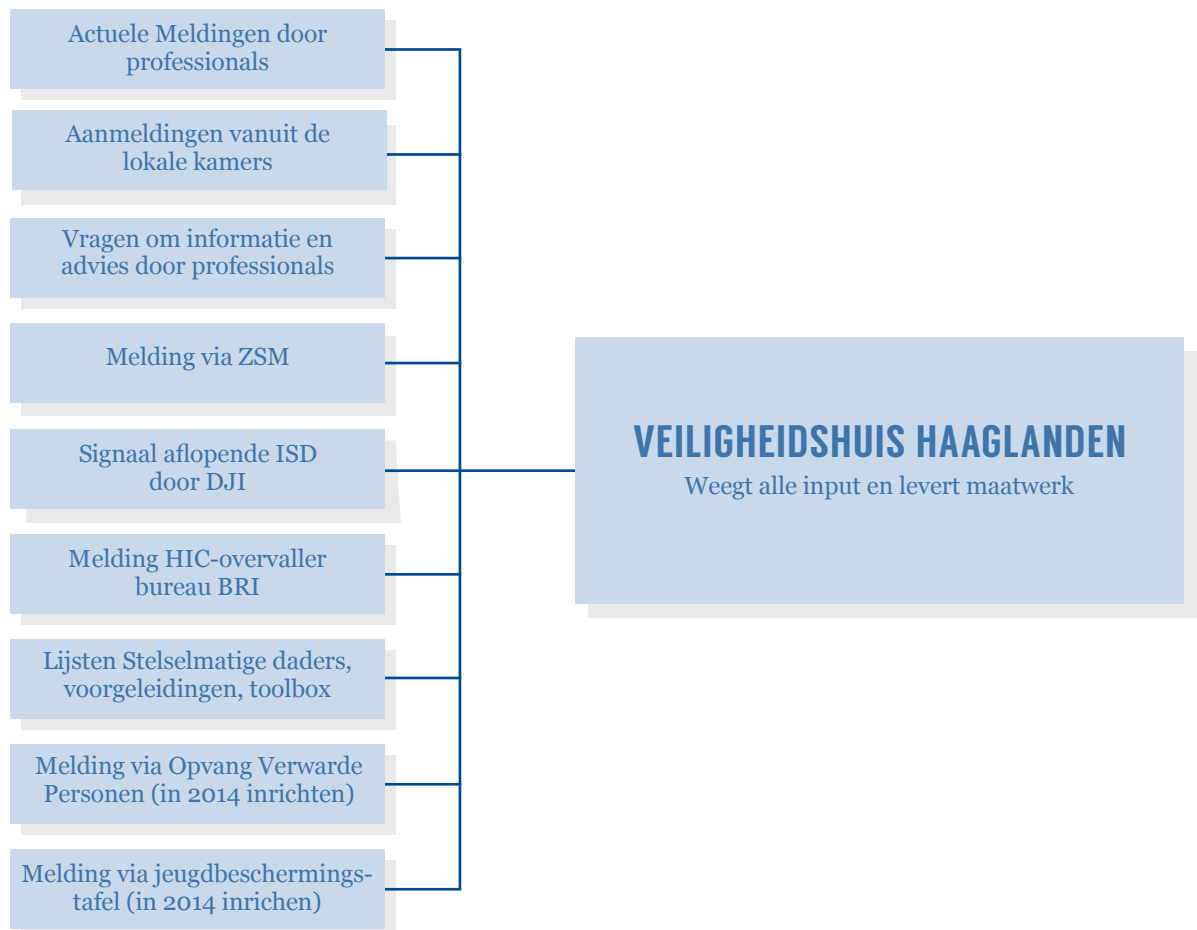 Actuele Meldingen door
professionals
Aanmeldingen vanuit de
lokale kamers
Vragen om informatie en
advies door professionals
Melding via ZSM
Signaal aflopende ISD
door DJI
Melding HIC-overvaller
bureau BRI
Lijsten Stelselmatige daders,
voorgeleidingen, toolbox
Melding via Opvang Verwarde
Personen (in 2014 inrichten)
Melding via jeugdbeschermings-
tafel (in 2014 inrichen)
VEILIGHEIDSHUIS HAAGLANDEN
Weegt alle input en levert maatwerk